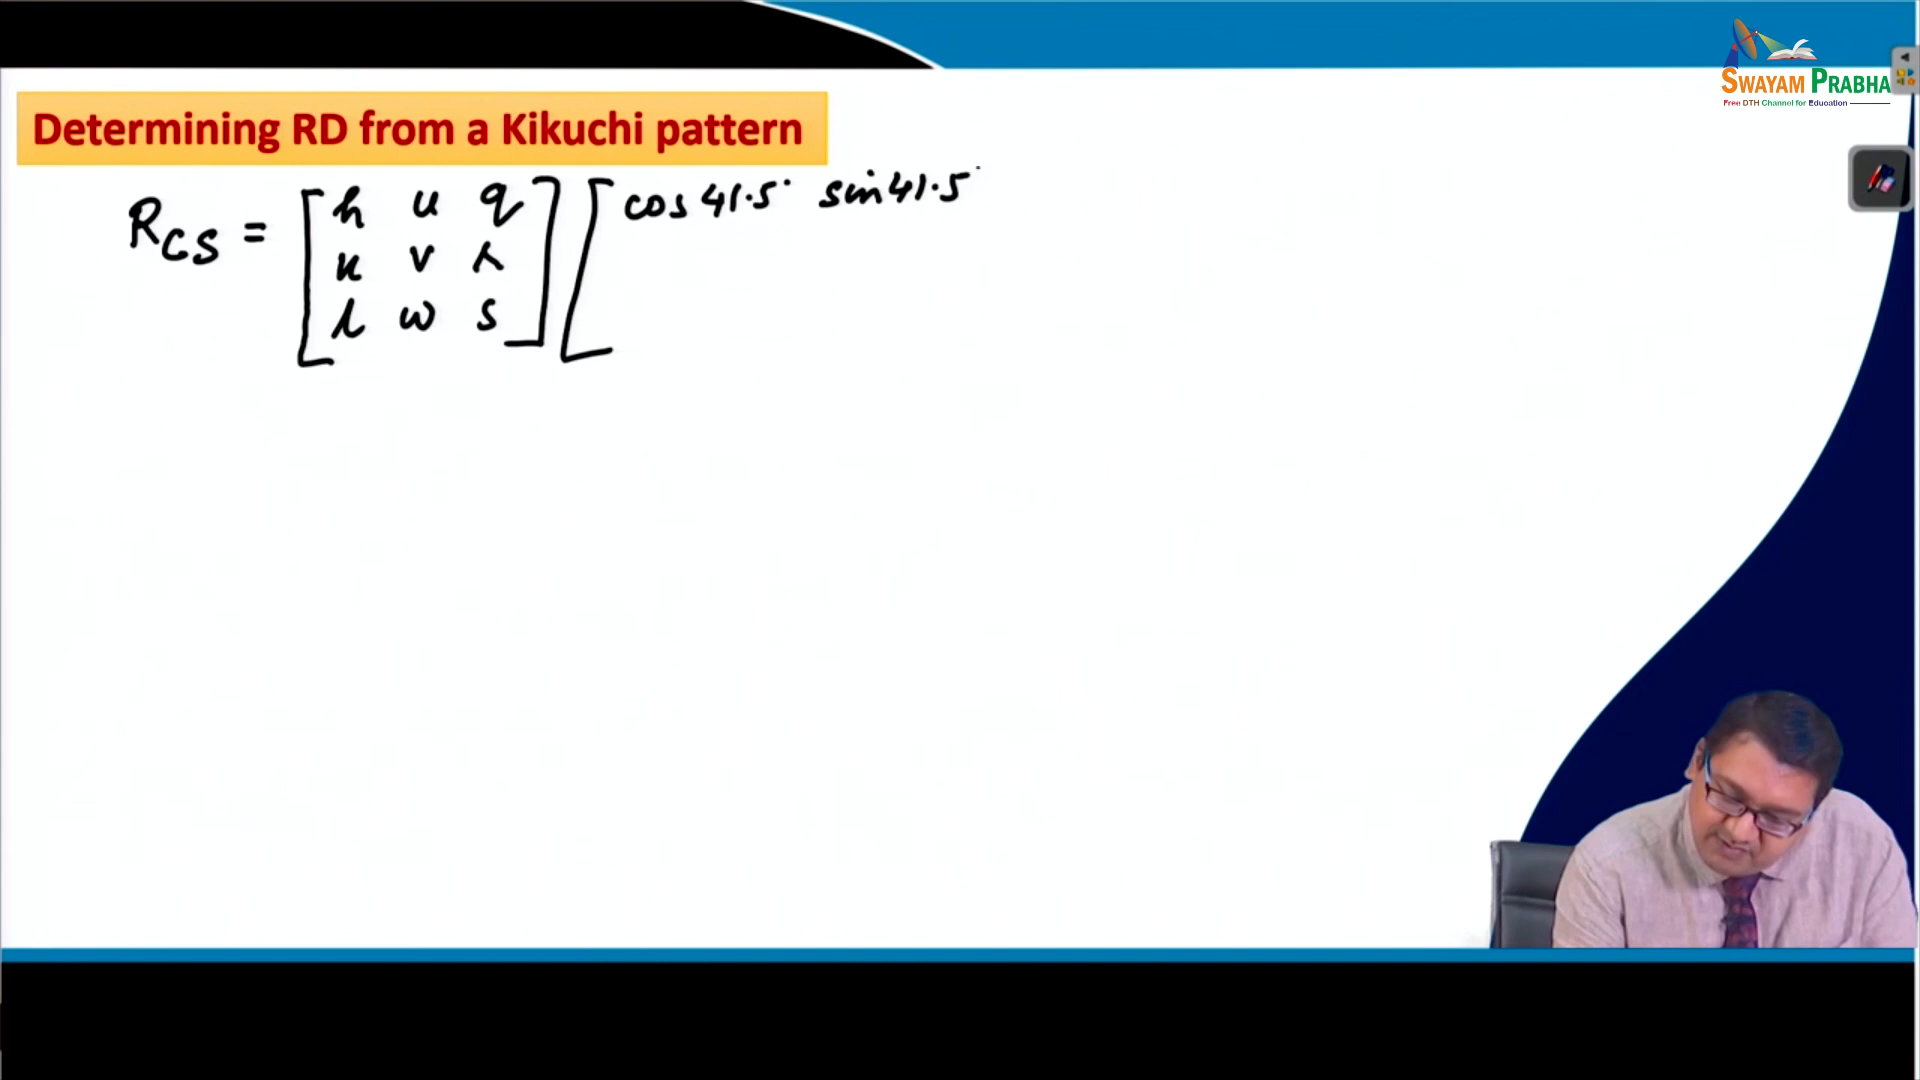 SWAYAM PRABHA
Free DTH Channel for Education
Determining RD from a Kikuchi pattern
R_CS = [h u q] [cos 41.5° sin 41.5°
k v r
l w s